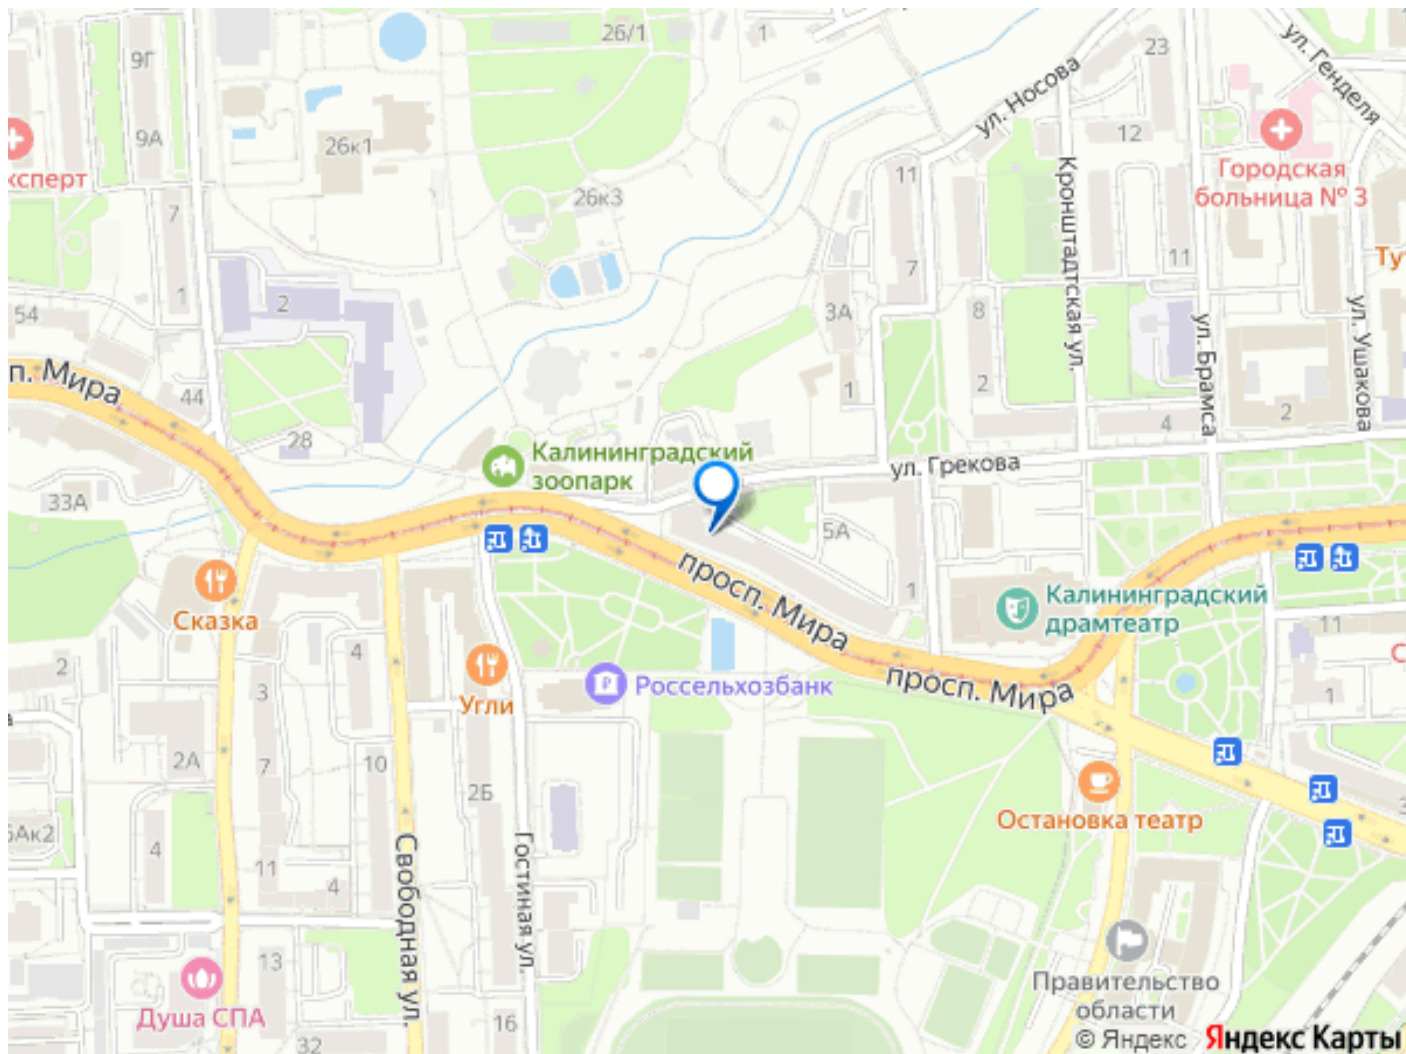 26/1
1
23
ул. Генделя
9Г
ул. Носова
9А
26к1
12
ксперт
Городская
больница № 3
11
26к3
7
Кронштадтская ул.
11
Ту
1
2
7
54
3А
8
ул. Брамса
ул. Ушакова
п. Мира
44
1
2
4
2
28
Калининградский
зоопарк
ул. Грекова
33А
5А
просп. Мира
Сказка
1
Калининградский
драмтеатр
11
4
2
Россельхозбанк
просп. Мира
С
3
Угли
1
2А
7
10
2Б
Остановка театр
3
6Ак2
4
11
4
Свободная ул.
Гостиная ул.
13
Душа СПА
Правительство
области
16
32
© Яндекс
Яндекс Карты